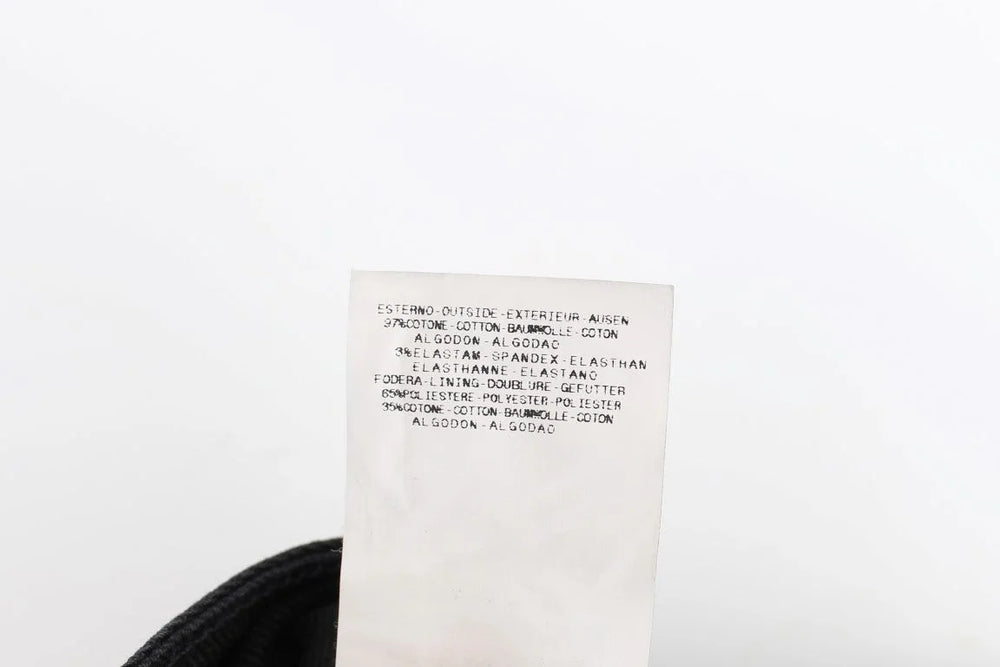 ESTERNO-OUTSIDE-EXTERIEUR-AUSEN
97%COTONE-COTTON-BAUMWOLLE-COTON
ALGODON-ALGODAO
3%ELASTAM-SPANDEX-ELASTHAN
ELASTHANNE-ELASTANO
FODERA-LINING-DOUBLURE-GEFUTTER
65%POLIESTERE-POLYESTER-POLIESTER
35%COTONE-COTTON-BAUMWOLLE-COTON
ALGODON-ALGODAO